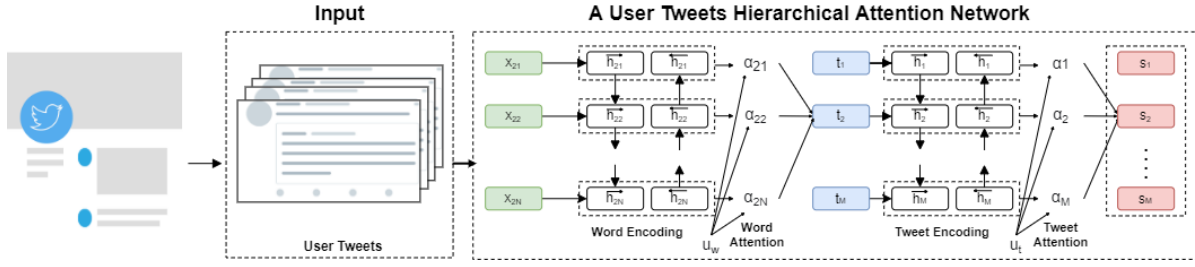 Input
A User Tweets Hierarchical Attention Network
x21 h21 h21 α21 t1 h1 h1 α1 s1
x22 h22 h22 α22 t2 h2 h2 α2 s2
x2N h2N h2N α2N tM hM hM αM sM
User Tweets
Word Encoding
uw
Word
Attention
Tweet Encoding
ut
Tweet
Attention